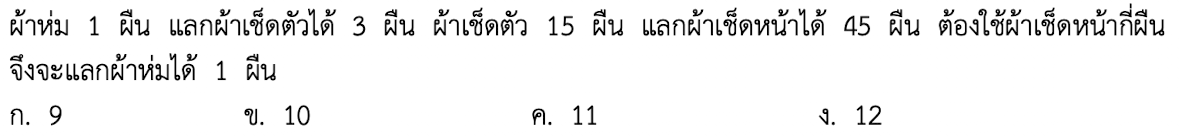 ผ้าห่ม 1 ผืน แลกผ้าเช็ดตัวได้ 3 ผืน ผ้าเช็ดตัว 15 ผืน แลกผ้าเช็ดหน้าได้ 45 ผืน ต้องใช้ผ้าเช็ดหน้ากี่ผืน
จึงจะแลกผ้าห่มได้ 1 ผืน
ก. 9 ข. 10 ค. 11 ง. 12